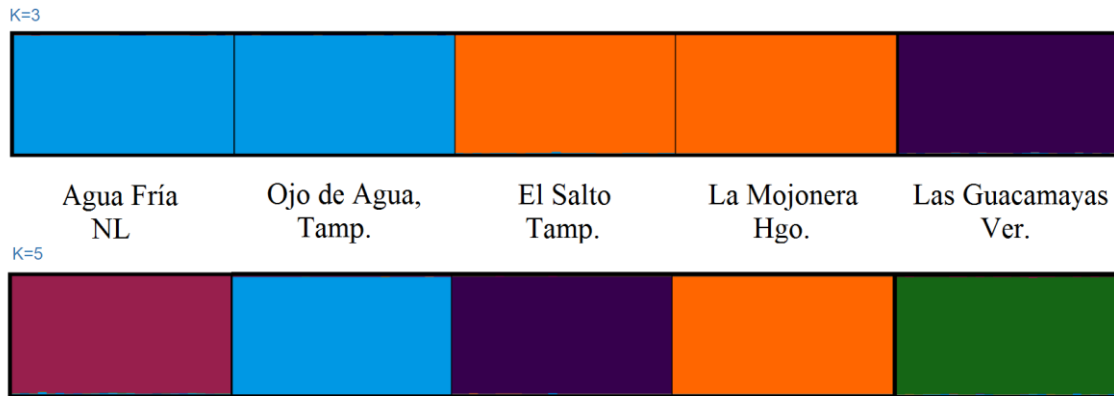 K=3
Agua Fría
NL
Ojo de Agua,
Tamp.
El Salto
Tamp.
La Mojonera
Hgo.
Las Guacamayas
Ver.
K=5